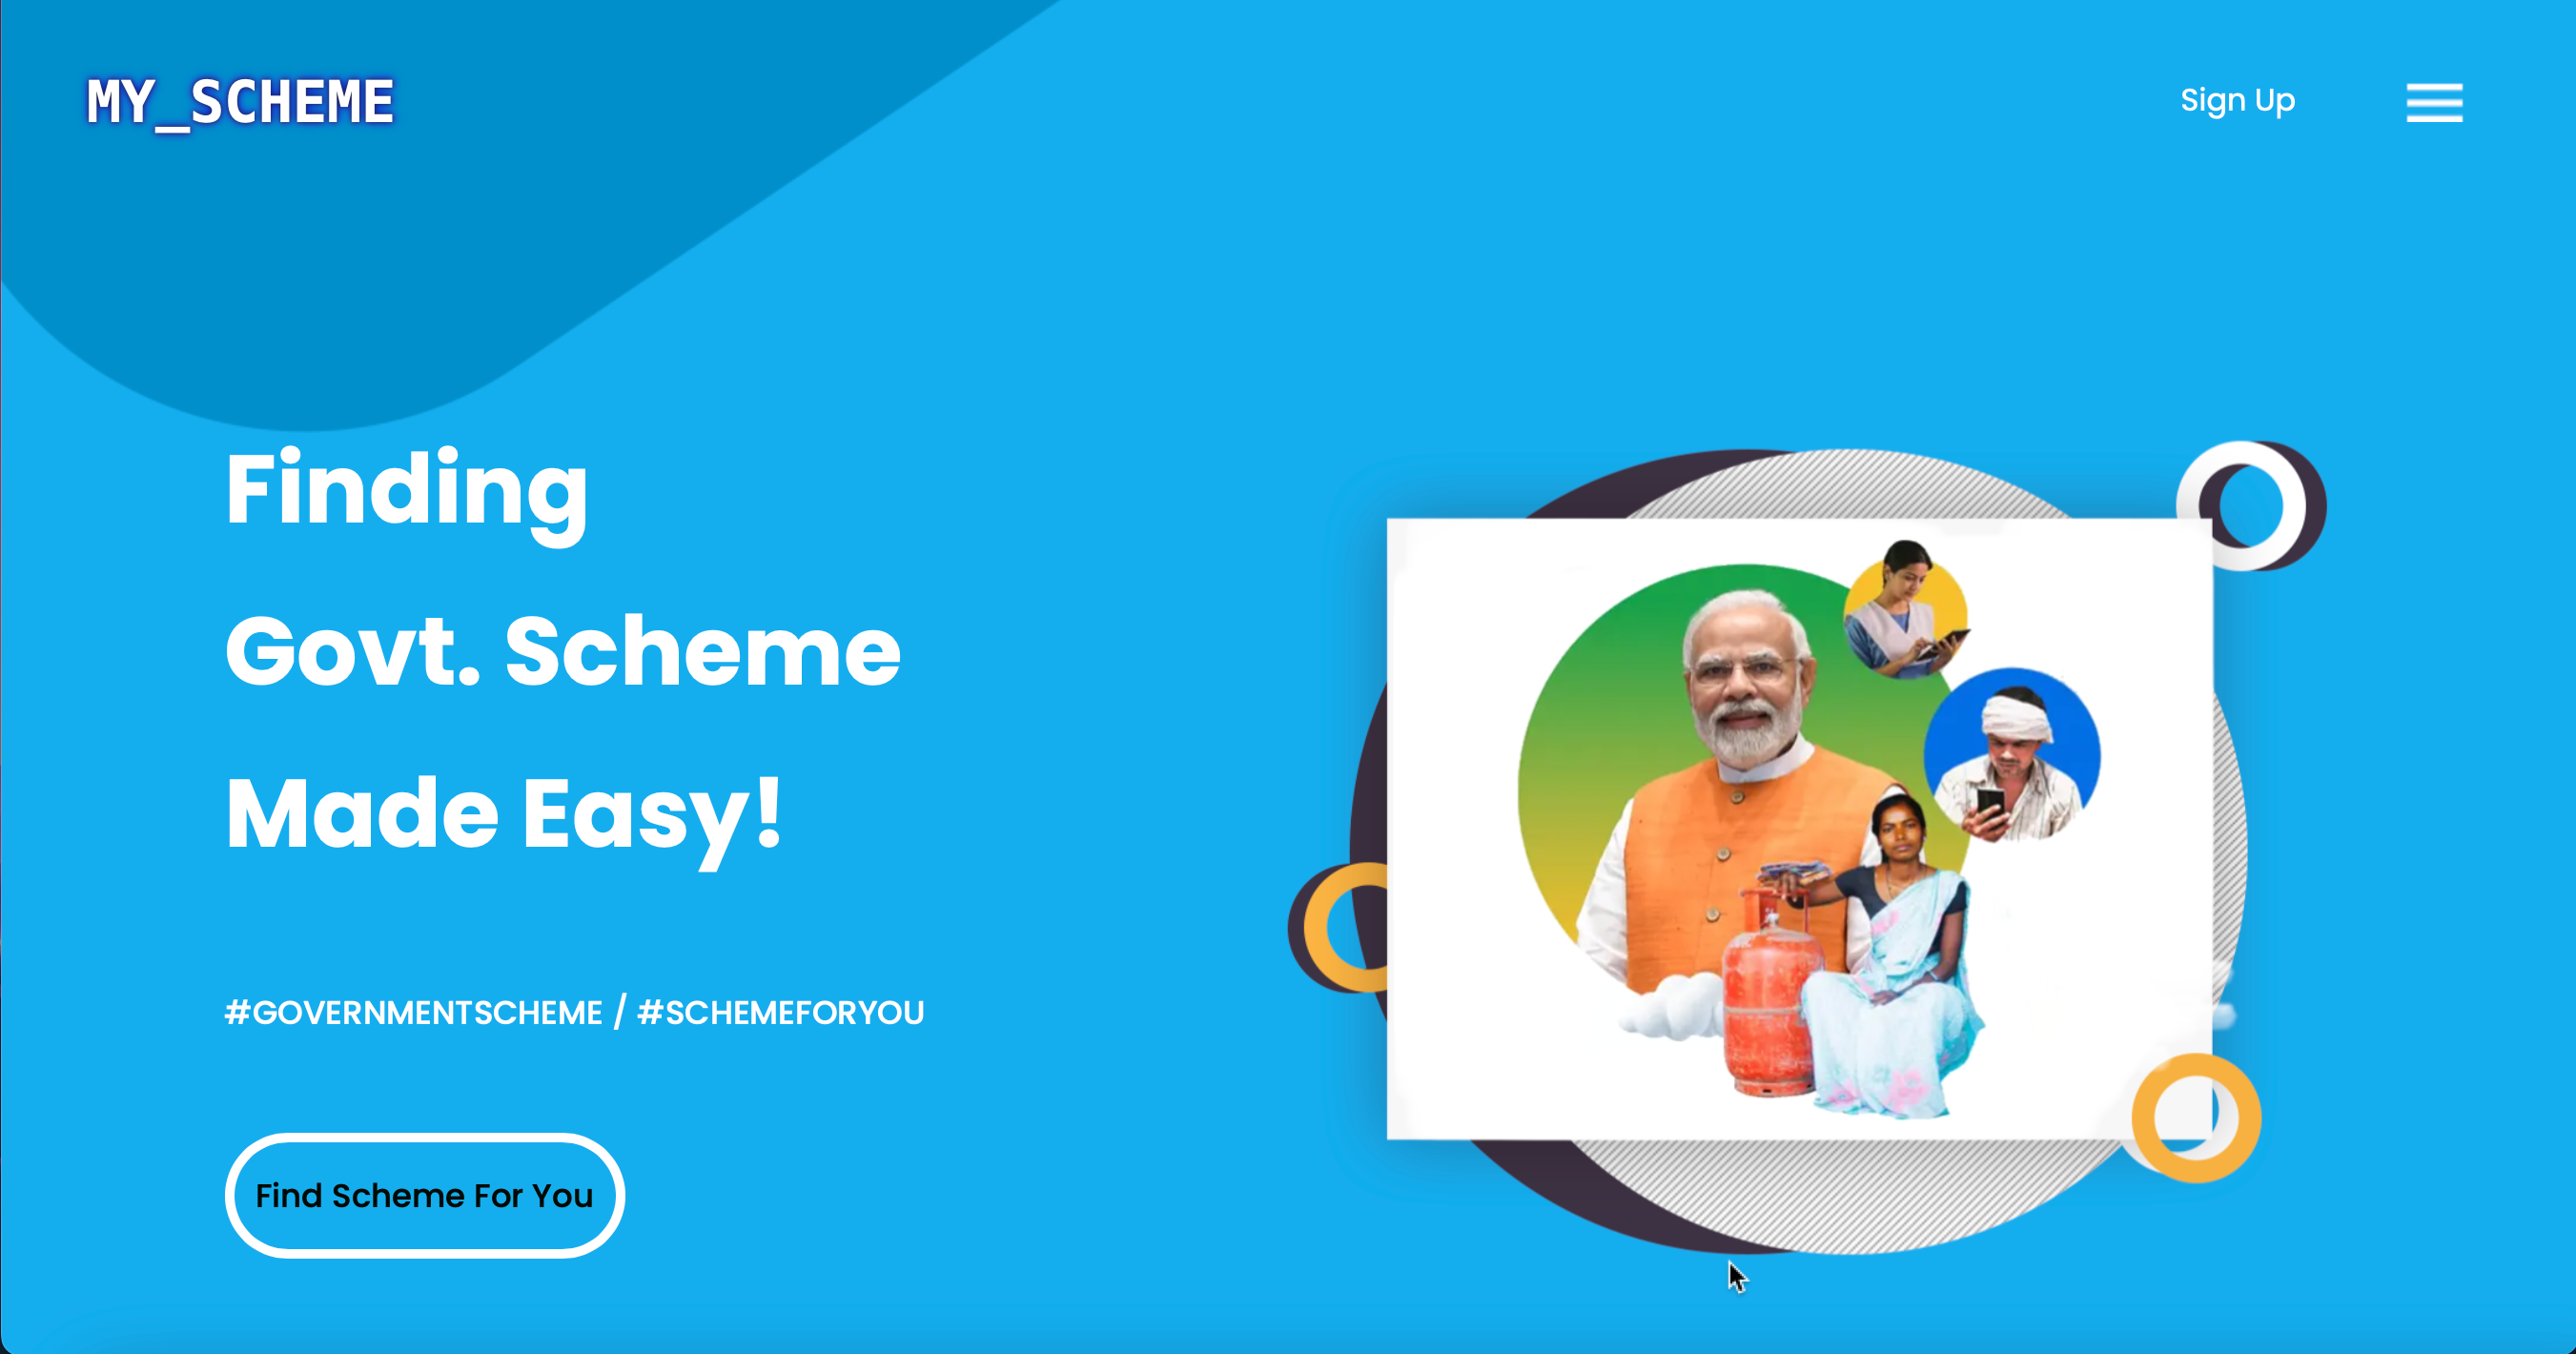 MY_SCHEME
Sign Up
Finding
Govt. Scheme
Made Easy!
#GOVERNMENTSCHEME / #SCHEMEFORYOU
Find Scheme For You